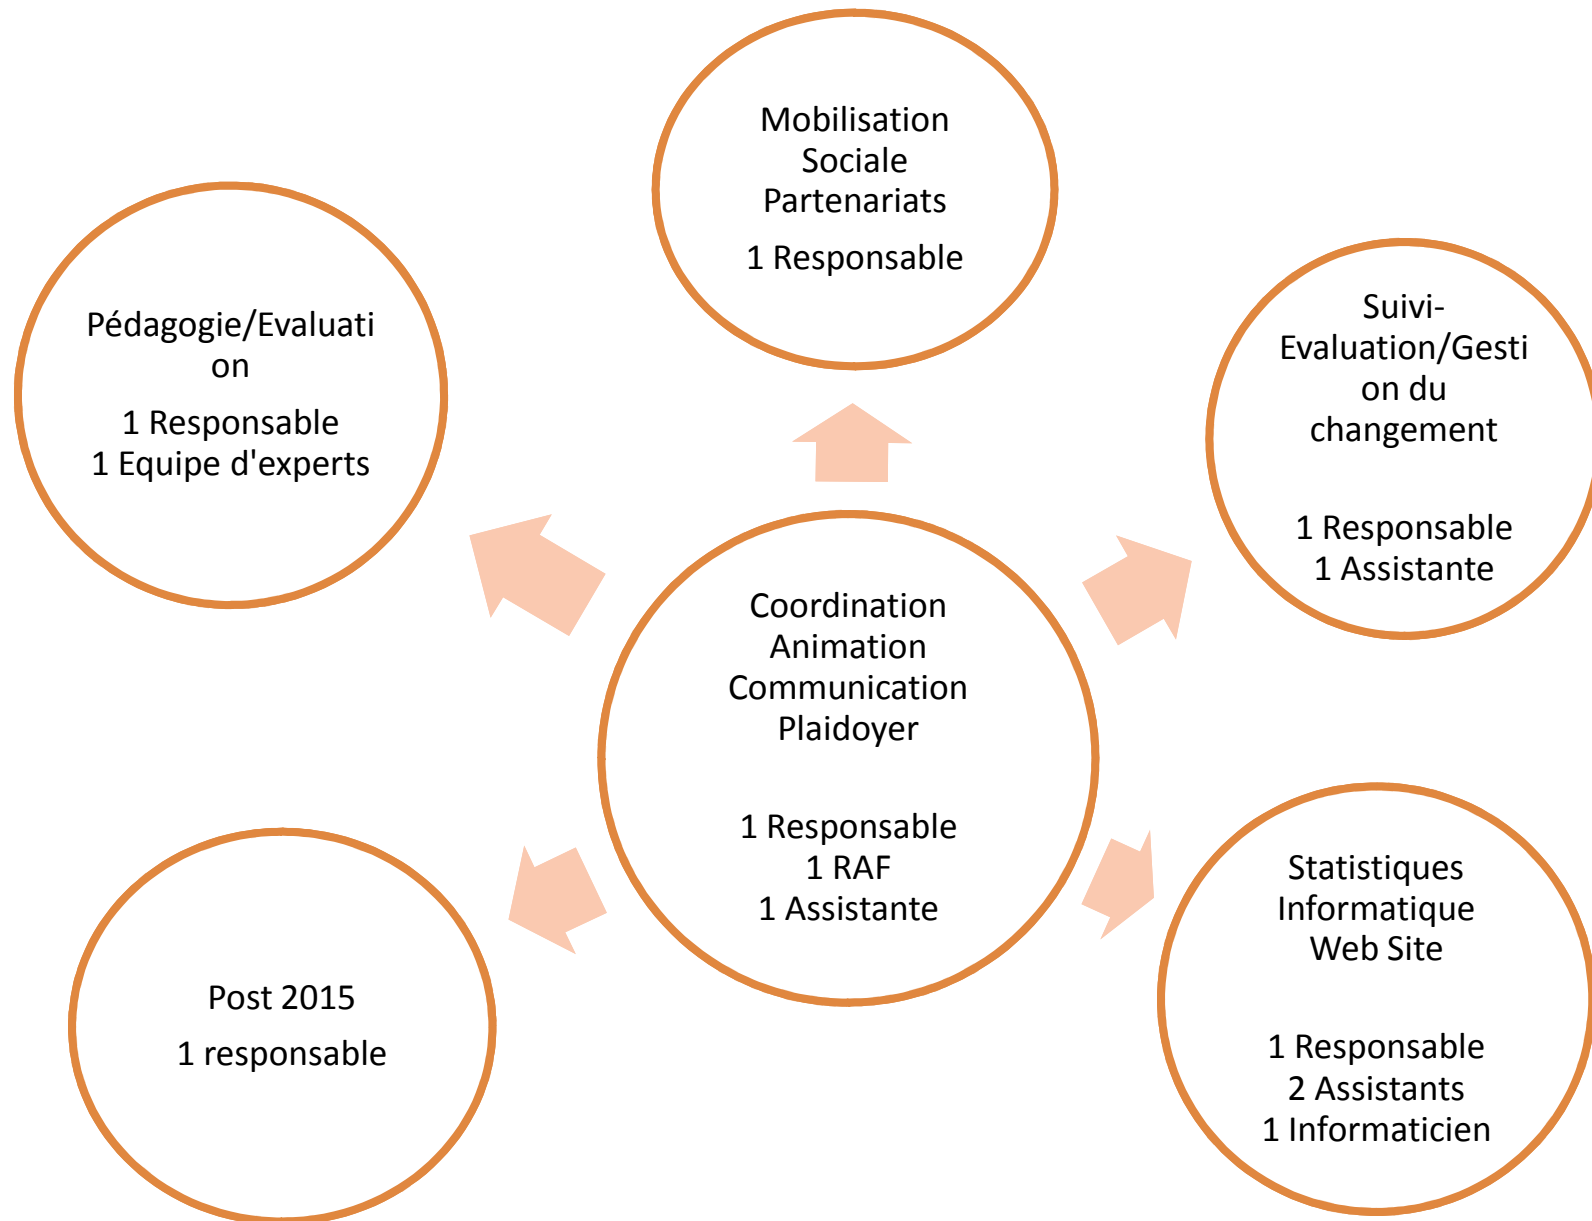 Mobilisation
Sociale
Partenariats
1 Responsable
Pédagogie/Evaluati
on
1 Responsable
1 Equipe d'experts
Suivi-
Evaluation/Gesti
on du
changement
1 Responsable
1 Assistante
Coordination
Animation
Communication
Plaidoyer
1 Responsable
1 RAF
1 Assistante
Post 2015
1 responsable
Statistiques
Informatique
Web Site
1 Responsable
2 Assistants
1 Informaticien